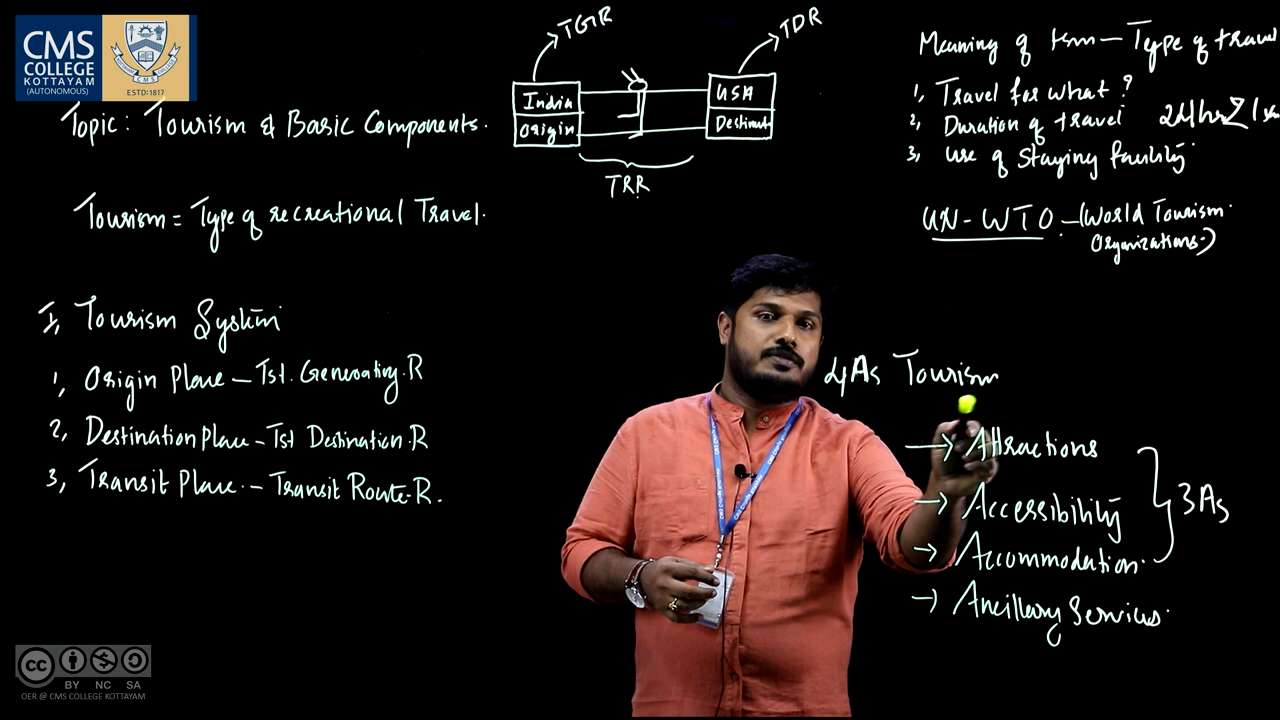 CMS
COLLEGE
KOTTAYAM
(AUTONOMOUS)
ESTD:1817
Topic: Tourism & Basic Components.
Tourism = Type of recreational Travel.
I, Tourism System
1, Origin Place – Tst. Generating.R
2, Destination Place – Tst Destination.R
3, Transit Place. – Transit Route.R.
TGR
TDR
India
Origin
USA
Destinat
TRR
Meaning of term – Type of travel
1, Travel for what?
2, Duration of travel 24hr
3, Use of Staying facility.
UN-WTO – (World Tourism
Organizations.)
4As Tourism
→ Attractions
→ Accessibility
→ Accommodation.
→ Ancillary Services.
3As
CC
BY NC SA
OER @ CMS COLLEGE KOTTAYAM